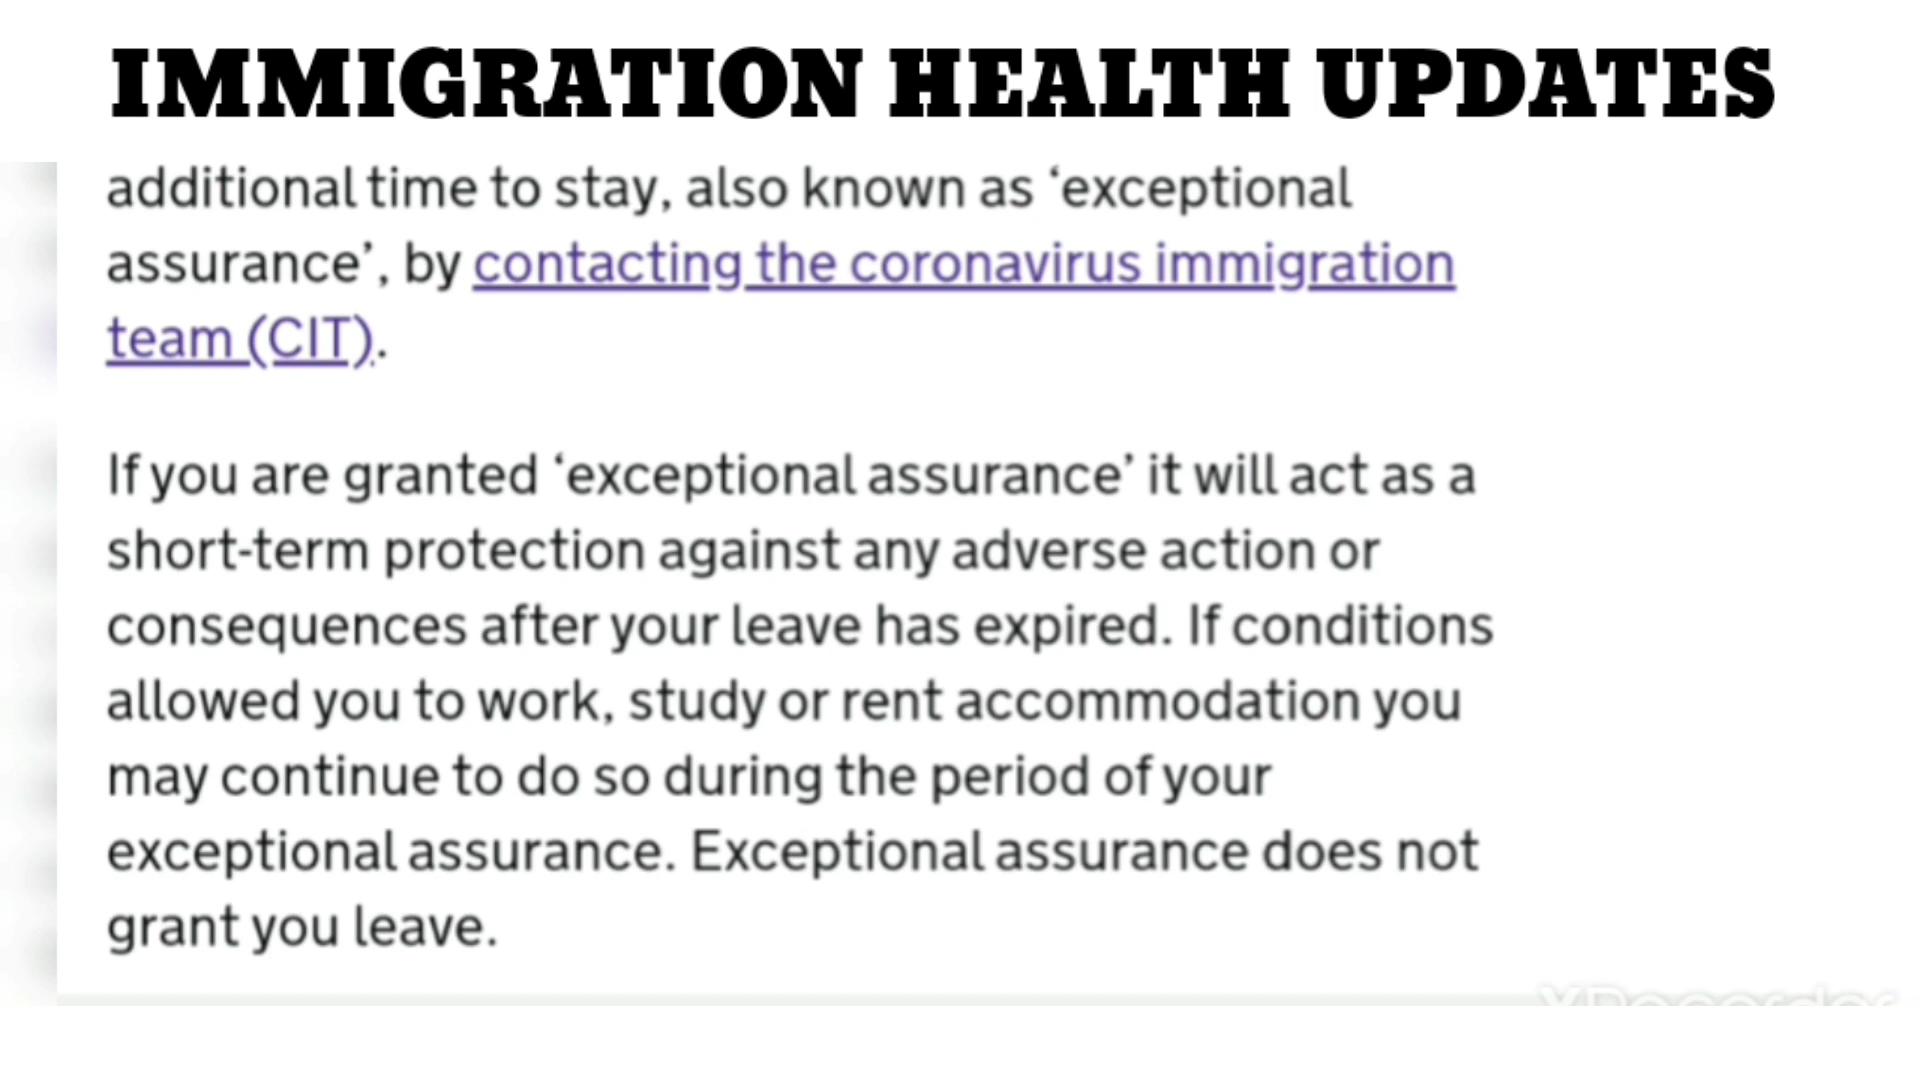 IMMIGRATION HEALTH UPDATES
additional time to stay, also known as ‘exceptional
assurance’, by contacting the coronavirus immigration
team (CIT).
If you are granted ‘exceptional assurance’ it will act as a
short-term protection against any adverse action or
consequences after your leave has expired. If conditions
allowed you to work, study or rent accommodation you
may continue to do so during the period of your
exceptional assurance. Exceptional assurance does not
grant you leave.
XRecorder